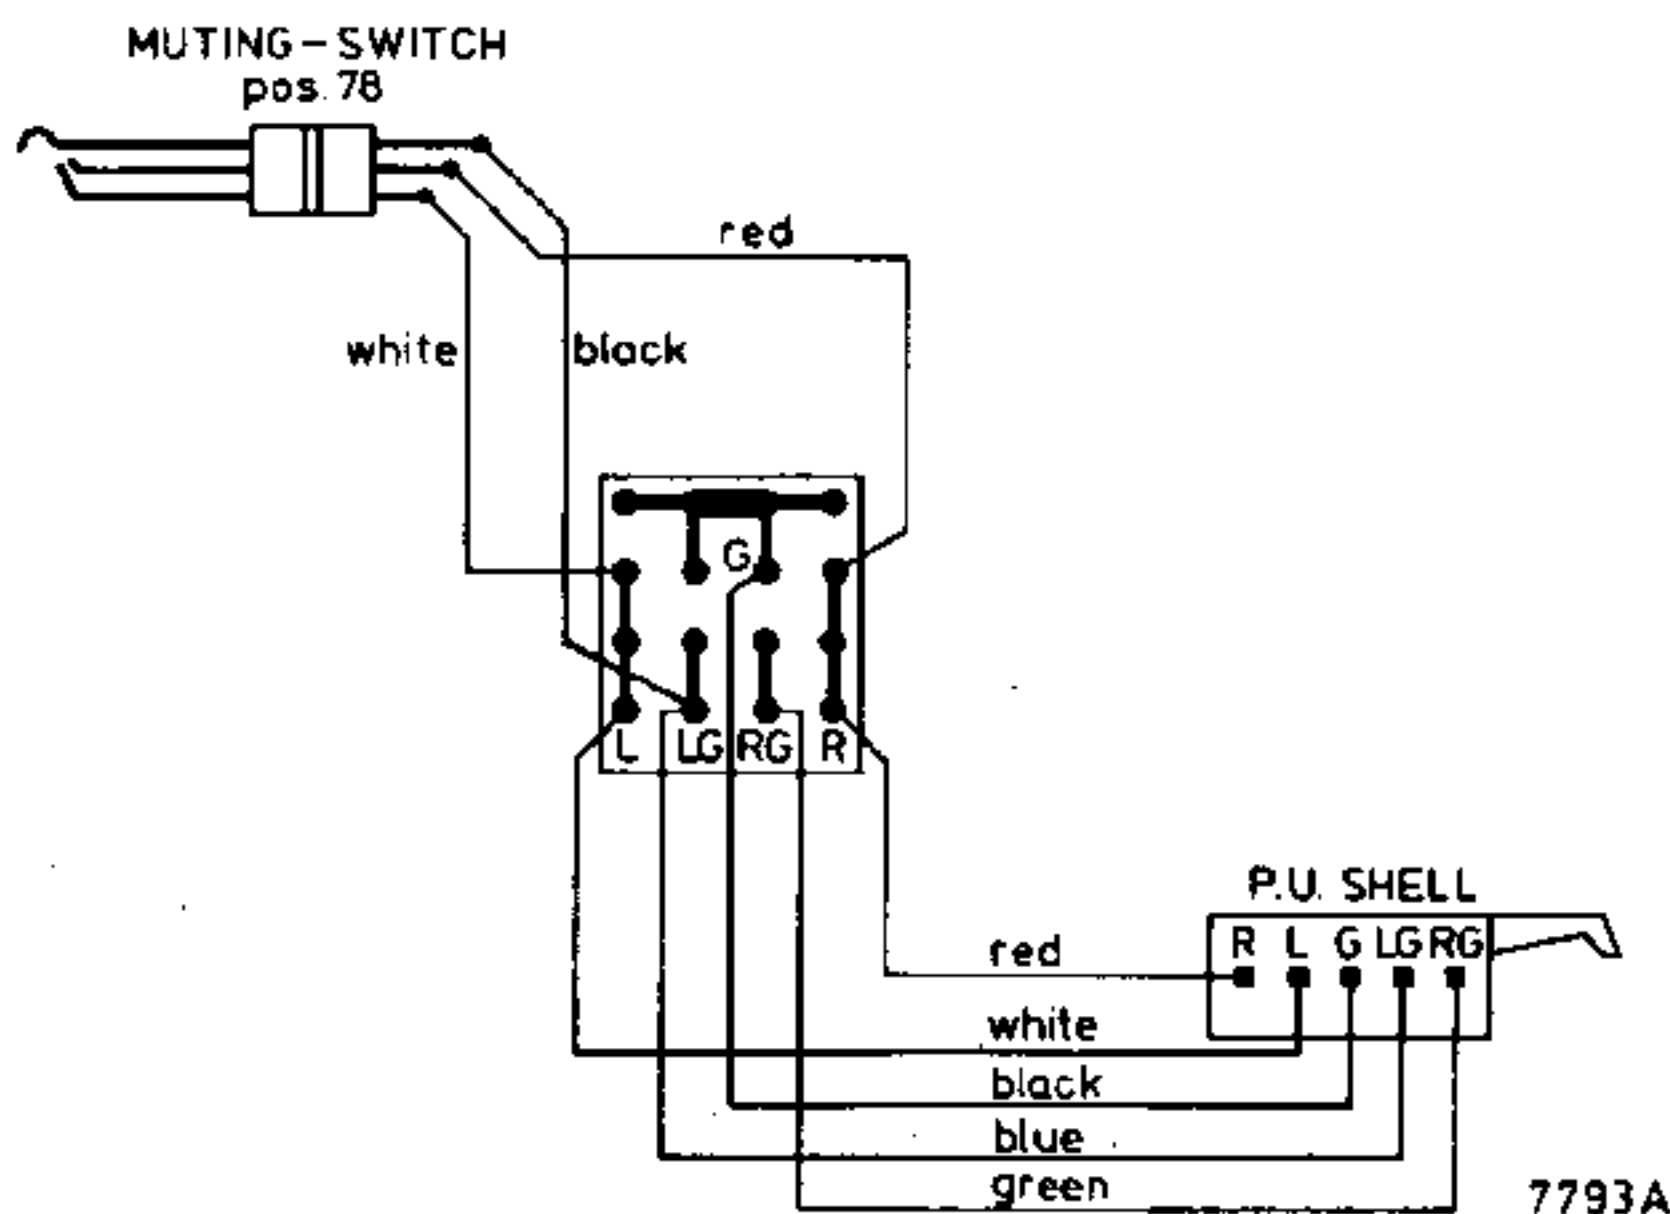 MUTING-SWITCH
pos. 78
red
white
black
G
L LG RG R
P.U. SHELL
R L G LG RG
red
white
black
blue
green
7793A